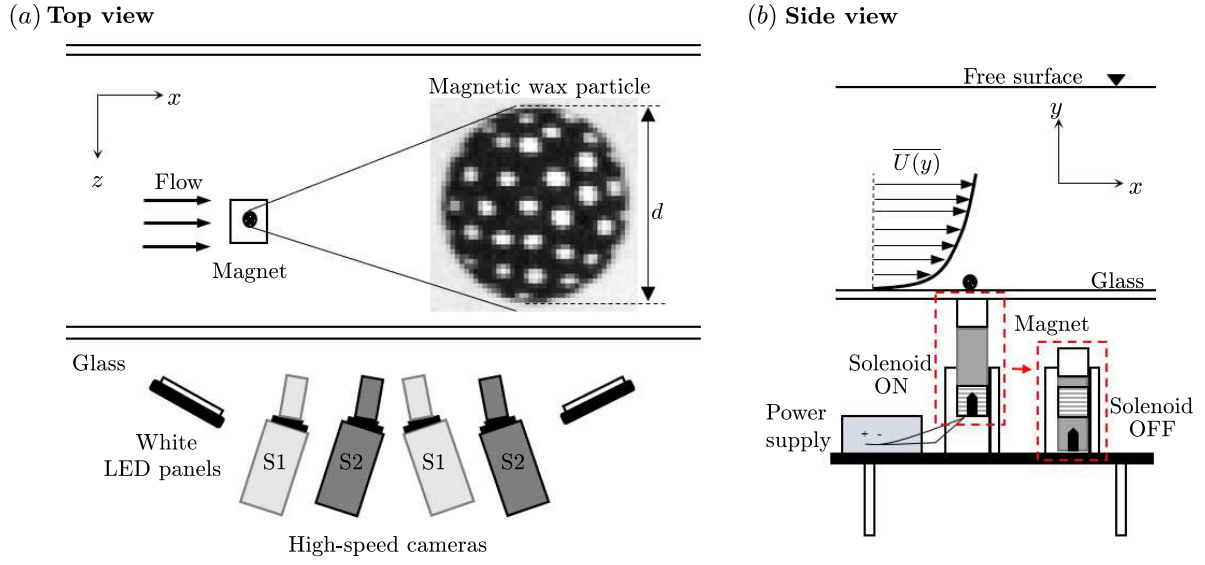 (a) Top view
x
z
Flow
Magnet
Magnetic wax particle
d
Glass
White
LED panels
S1
S2
S1
S2
High-speed cameras
(b) Side view
Free surface
y
x
U(y)
Glass
Magnet
Solenoid
ON
Power
supply
+ -
Solenoid
OFF